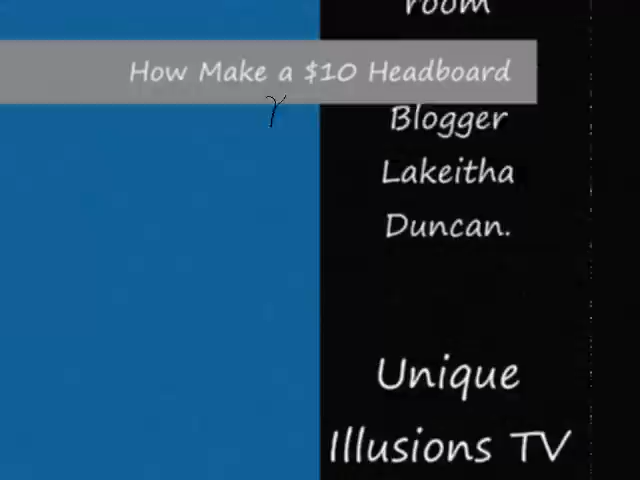 room
How Make a $10 Headboard
Blogger
Lakeitha
Duncan.
Unique
Illusions TV